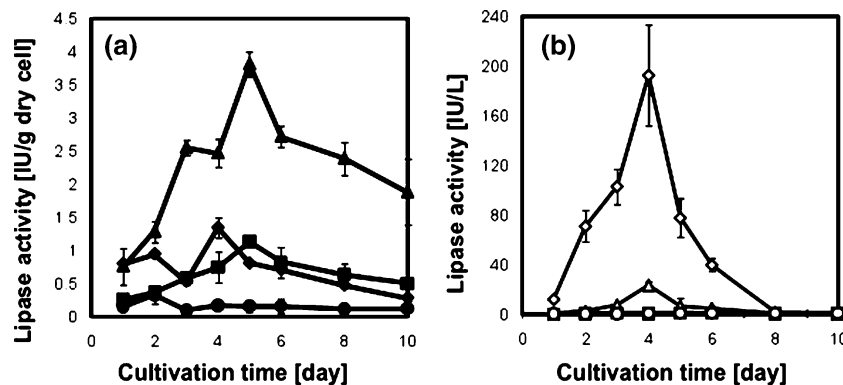 (a)
Lipase activity [IU/g dry cell]
4 5
4
3 5
3
2.5
2
1 5
1
0.5
0
0 2 4 6 8 10
Cultivation time [day]
(b)
Lipase activity [IU/L]
240
200
160
120
80
40
0
0 2 4 6 8 10
Cultivation time [day]